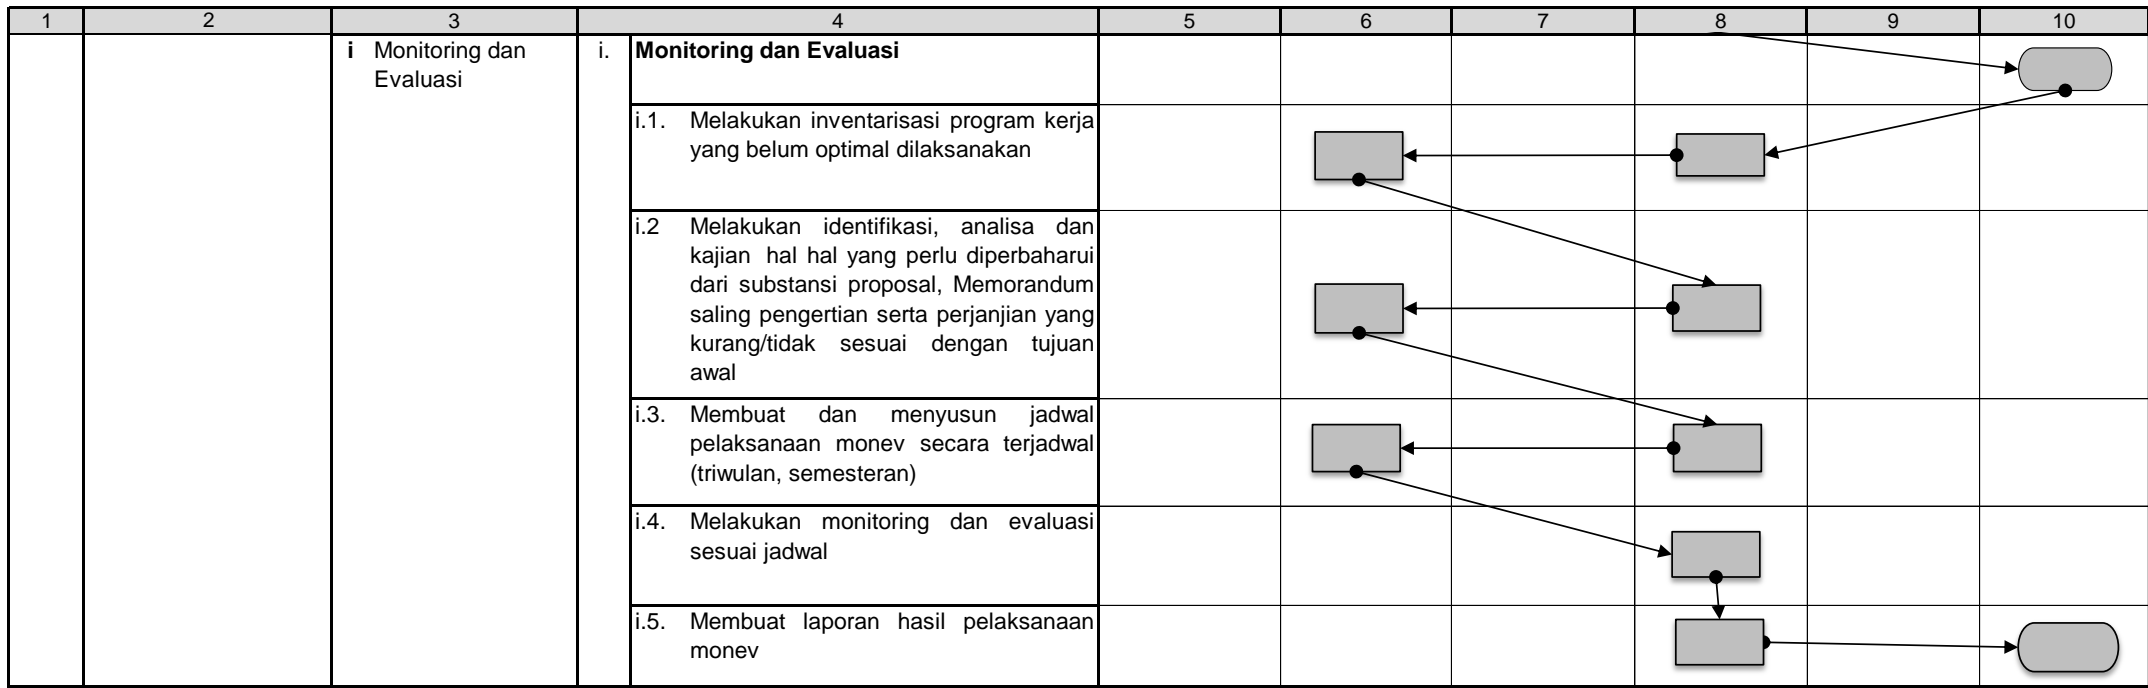 1 2 3 4 5 6 7 8 9 10
i Monitoring dan
Evaluasi
i. Monitoring dan Evaluasi
i.1. Melakukan inventarisasi program kerja
yang belum optimal dilaksanakan
i.2 Melakukan identifikasi, analisa dan
kajian hal hal yang perlu diperbaharui
dari substansi proposal, Memorandum
saling pengertian serta perjanjian yang
kurang/tidak sesuai dengan tujuan
awal
i.3. Membuat dan menyusun jadwal
pelaksanaan monev secara terjadwal
(triwulan, semesteran)
i.4. Melakukan monitoring dan evaluasi
sesuai jadwal
i.5. Membuat laporan hasil pelaksanaan
monev